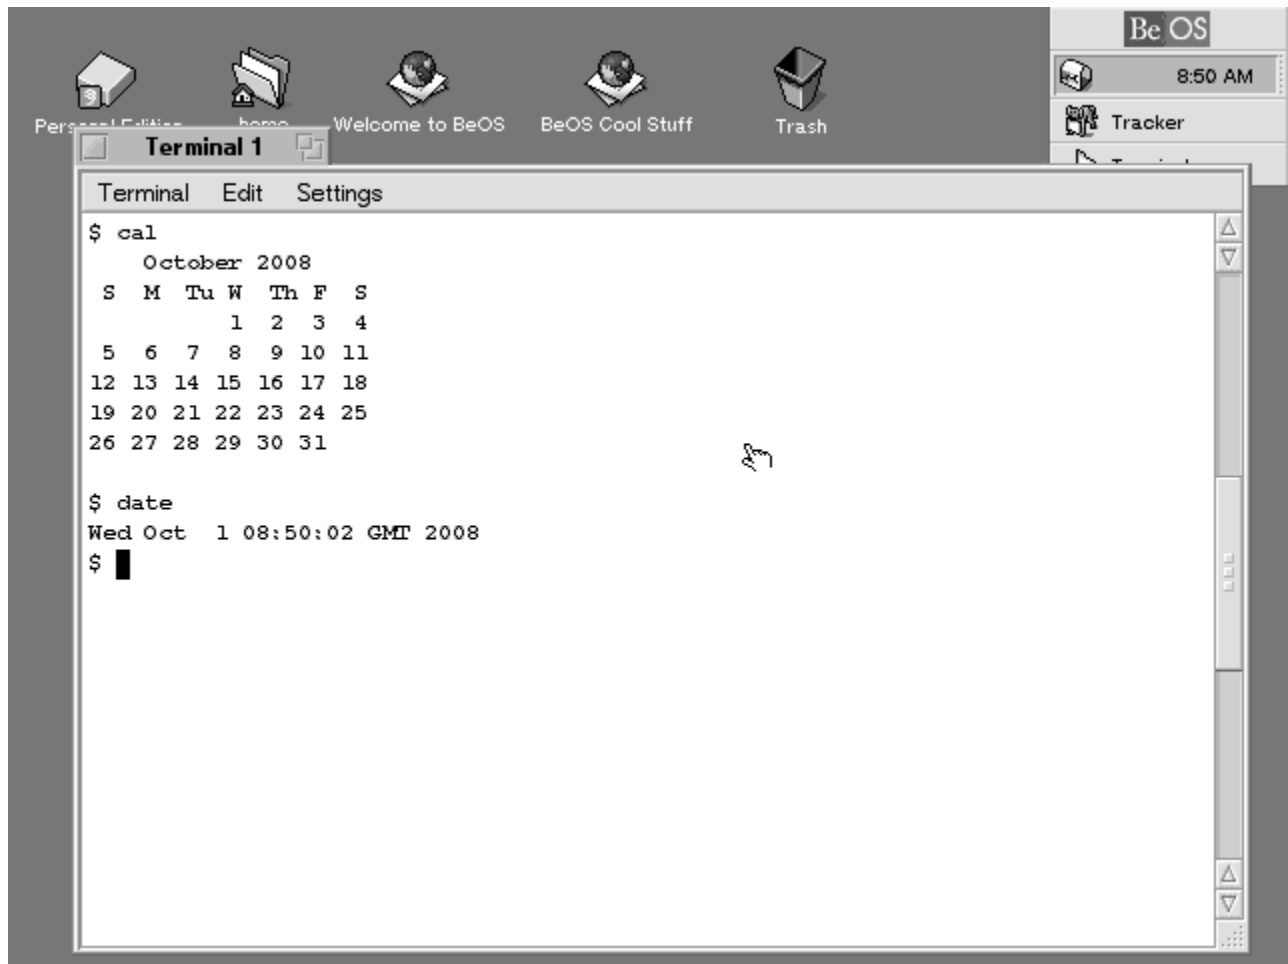 Be OS
8:50 AM
Tracker
Welcome to BeOS
BeOS Cool Stuff
Trash
Terminal 1
Terminal Edit Settings
$ cal
October 2008
S M Tu W Th F S
1 2 3 4
5 6 7 8 9 10 11
12 13 14 15 16 17 18
19 20 21 22 23 24 25
26 27 28 29 30 31
$ date
Wed Oct 1 08:50:02 GMT 2008
$